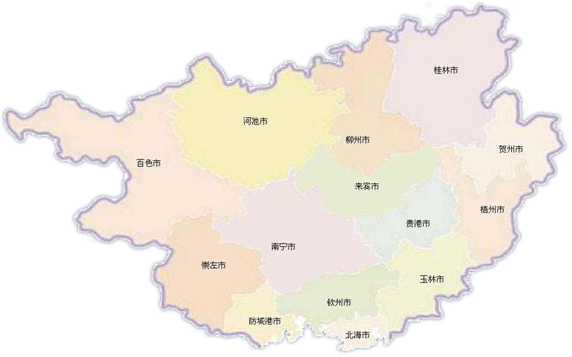 桂林市
河池市
柳州市
贺州市
百色市
来宾市
梧州市
贵港市
南宁市
崇左市
玉林市
钦州市
防城港市
北海市